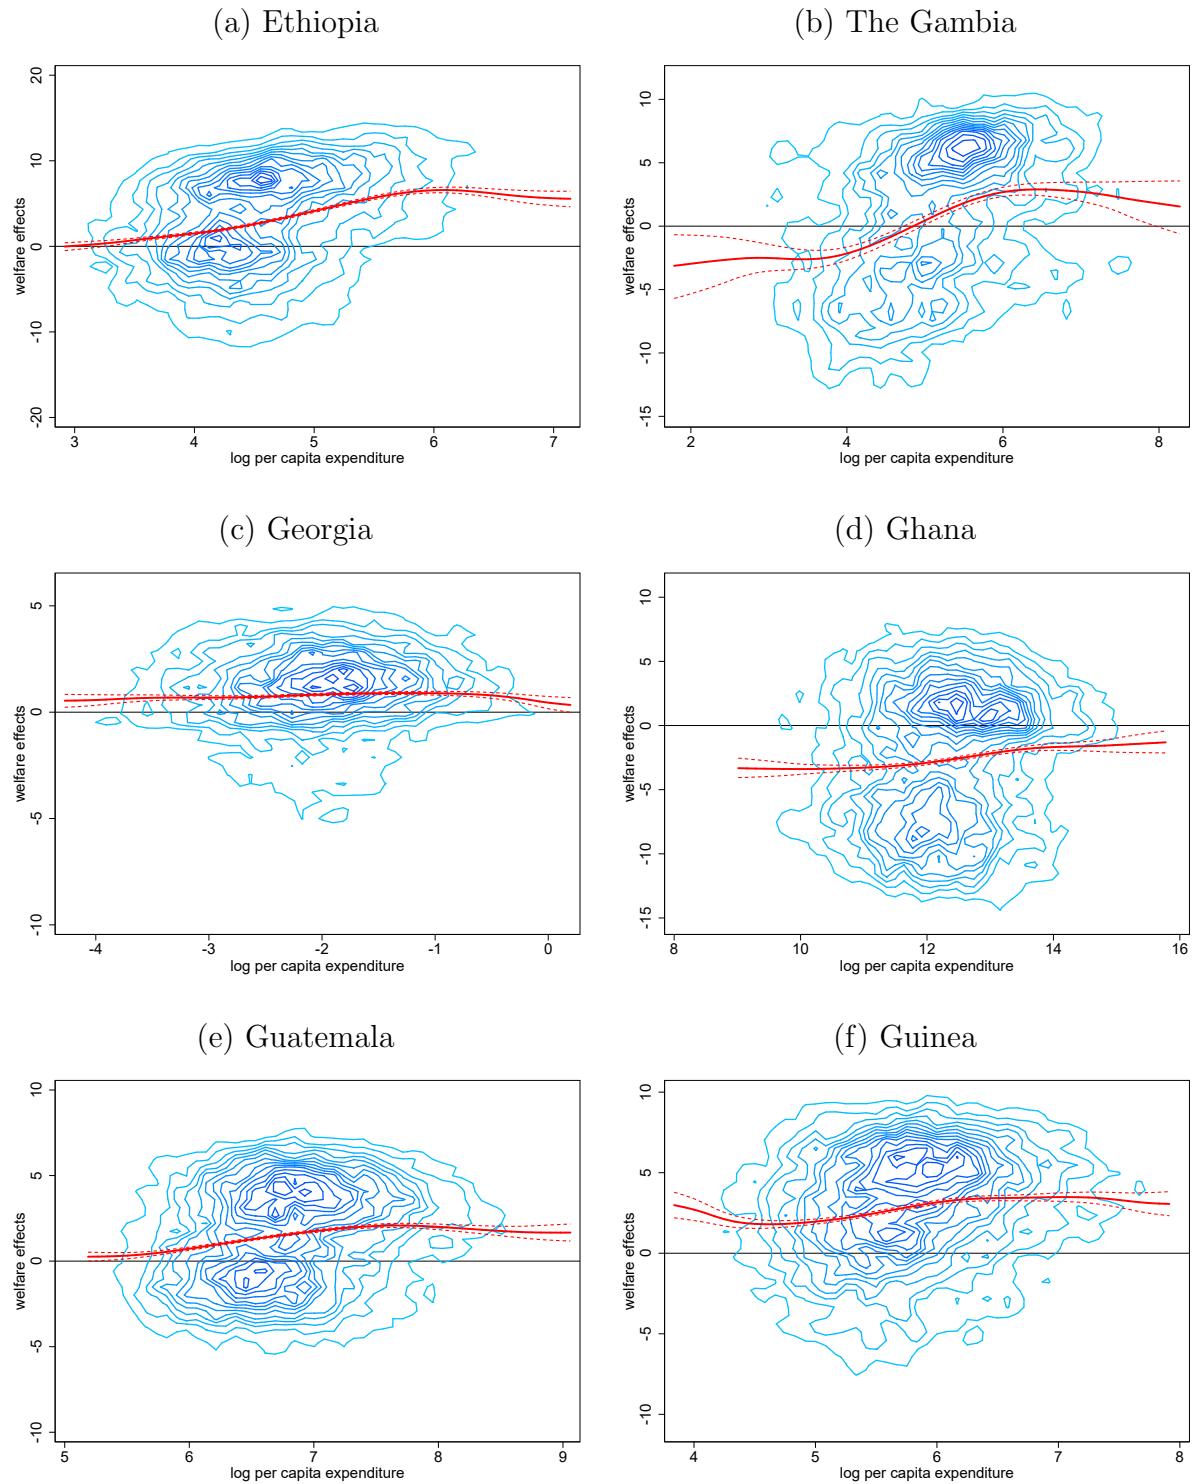 (a) Ethiopia
20
10
0
-10
-20
welfare effects
3 4 5 6 7
log per capita expenditure
(b) The Gambia
10
5
0
-5
-10
-15
welfare effects
2 4 6 8
log per capita expenditure
(c) Georgia
5
0
-5
-10
welfare effects
-4 -3 -2 -1 0
log per capita expenditure
(d) Ghana
10
5
0
-5
-10
-15
welfare effects
8 10 12 14 16
log per capita expenditure
(e) Guatemala
10
5
0
-5
-10
welfare effects
5 6 7 8 9
log per capita expenditure
(f) Guinea
10
5
0
-5
-10
welfare effects
4 5 6 7 8
log per capita expenditure